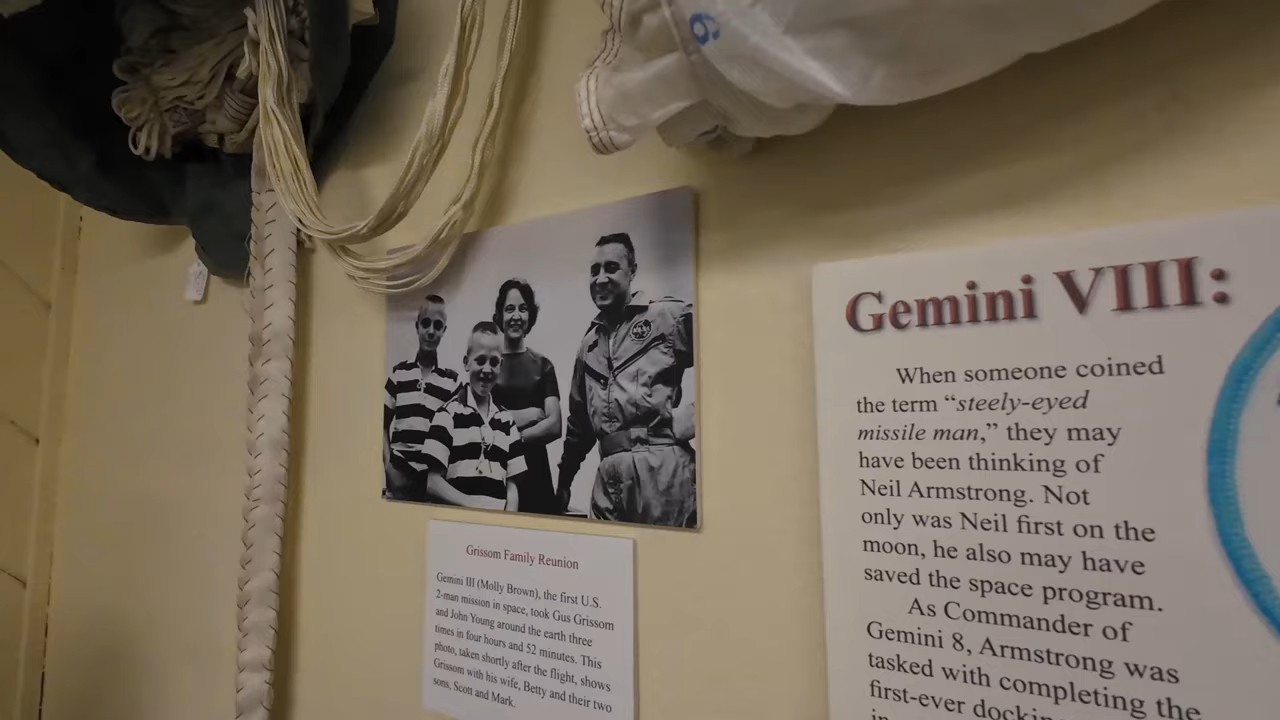 6
Grissom Family Reunion
Gemini III (Molly Brown), the first U.S.
2-man mission in space, took Gus Grissom
and John Young around the earth three
times in four hours and 52 minutes. This
photo, taken shortly after the flight, shows
Grissom with his wife, Betty and their two
sons, Scott and Mark.
Gemini VIII:
When someone coined
the term “steely-eyed
missile man,” they may
have been thinking of
Neil Armstrong. Not
only was Neil first on the
moon, he also may have
saved the space program.
As Commander of
Gemini 8, Armstrong was
tasked with completing the
first-ever docking
in